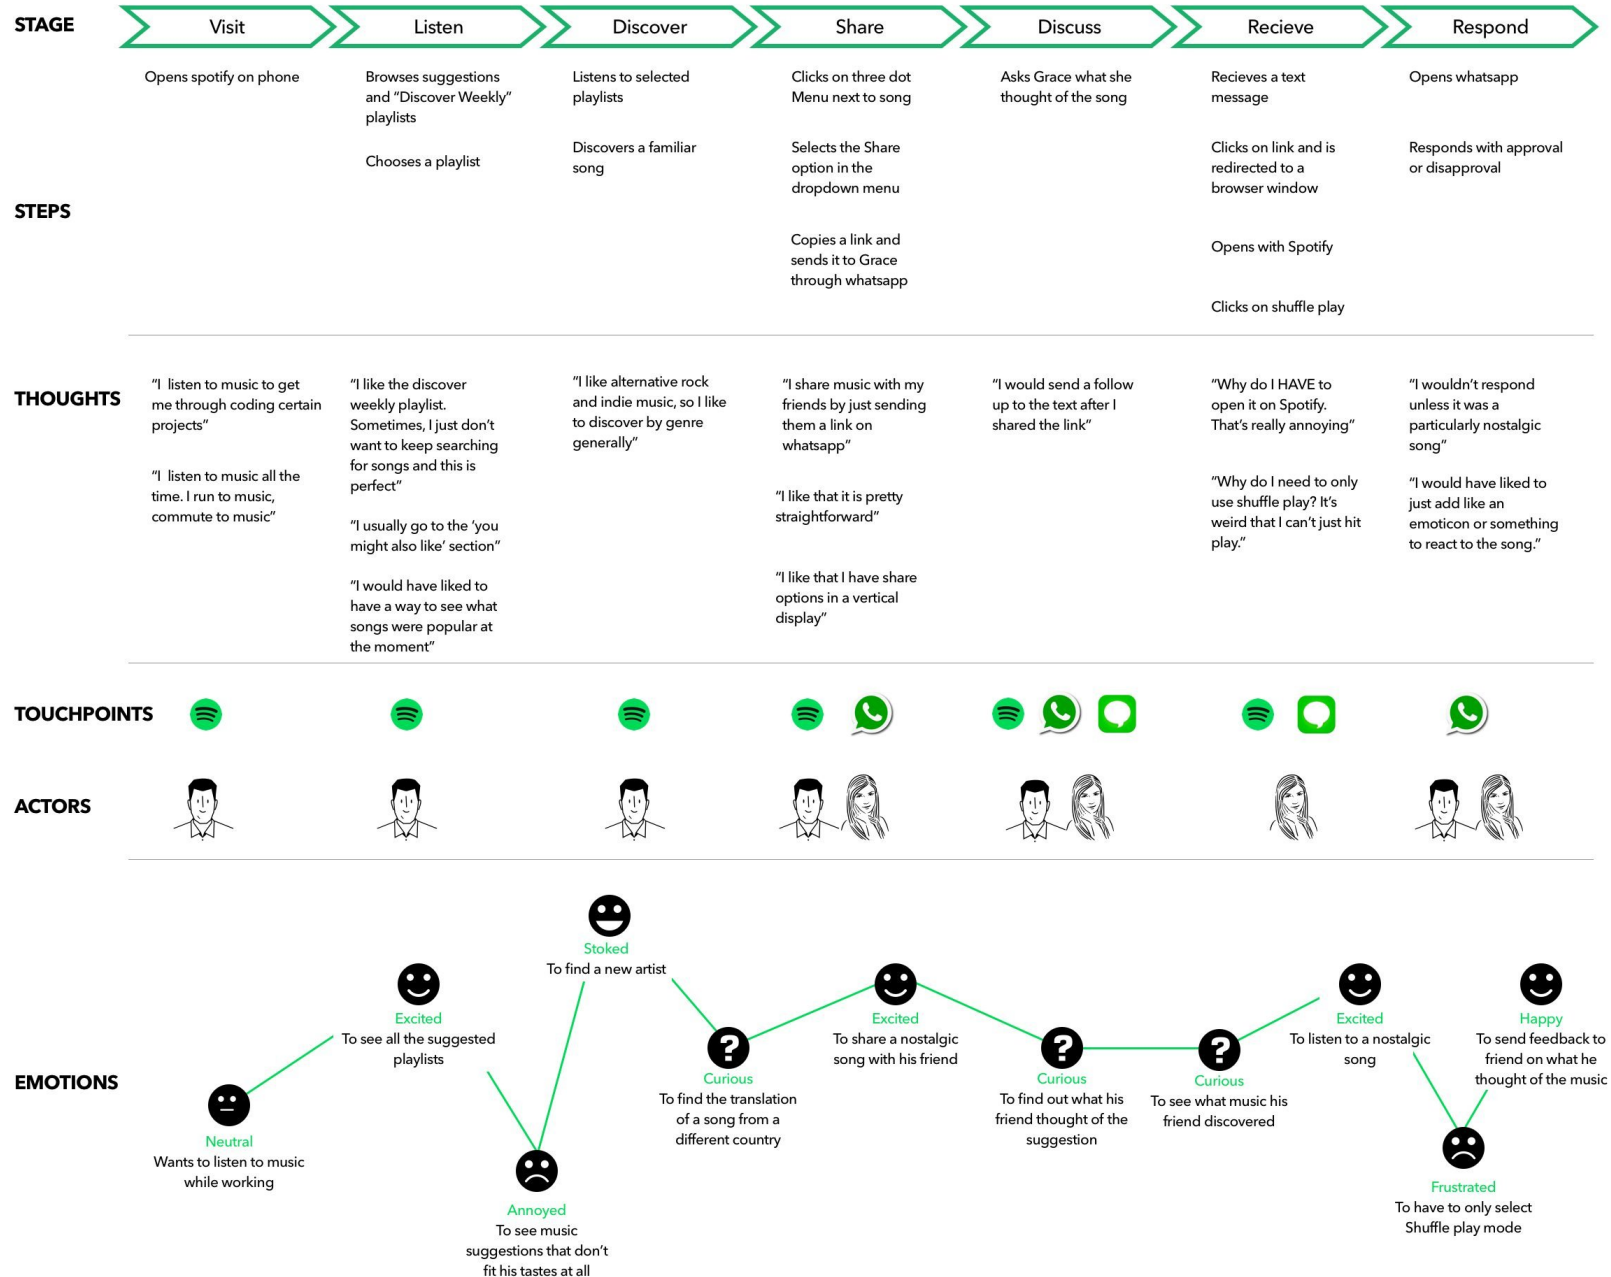 STAGE
Visit
Listen
Discover
Share
Discuss
Recieve
Respond
STEPS
Opens spotify on phone
Browses suggestions
and “Discover Weekly”
playlists
Chooses a playlist
Listens to selected
playlists
Discovers a familiar
song
Clicks on three dot
Menu next to song
Selects the Share
option in the
dropdown menu
Copies a link and
sends it to Grace
through whatsapp
Asks Grace what she
thought of the song
Recieves a text
message
Clicks on link and is
redirected to a
browser window
Opens with Spotify
Clicks on shuffle play
Opens whatsapp
Responds with approval
or disapproval
THOUGHTS
“I listen to music to get
me through coding certain
projects”
“I listen to music all the
time. I run to music,
commute to music”
“I like the discover
weekly playlist.
Sometimes, I just don’t
want to keep searching
for songs and this is
perfect”
“I usually go to the ‘you
might also like’ section”
“I would have liked to
have a way to see what
songs were popular at
the moment”
“I like alternative rock
and indie music, so I like
to discover by genre
generally”
“I share music with my
friends by just sending
them a link on
whatsapp”
“I like that it is pretty
straightforward”
“I like that I have share
options in a vertical
display”
“I would send a follow
up to the text after I
shared the link”
“Why do I HAVE to
open it on Spotify.
That’s really annoying”
“Why do I need to only
use shuffle play? It’s
weird that I can’t just hit
play.”
“I wouldn’t respond
unless it was a
particularly nostalgic
song”
“I would have liked to
just add like an
emoticon or something
to react to the song.”
TOUCHPOINTS
ACTORS
EMOTIONS
Neutral
Wants to listen to music
while working
Excited
To see all the suggested
playlists
Annoyed
To see music
suggestions that don’t
fit his tastes at all
Stoked
To find a new artist
?
Curious
To find the translation
of a song from a
different country
Excited
To share a nostalgic
song with his friend
?
Curious
To find out what his
friend thought of the
suggestion
?
Curious
To see what music his
friend discovered
Excited
To listen to a nostalgic
song
Frustrated
To have to only select
Shuffle play mode
Happy
To send feedback to
friend on what he
thought of the music